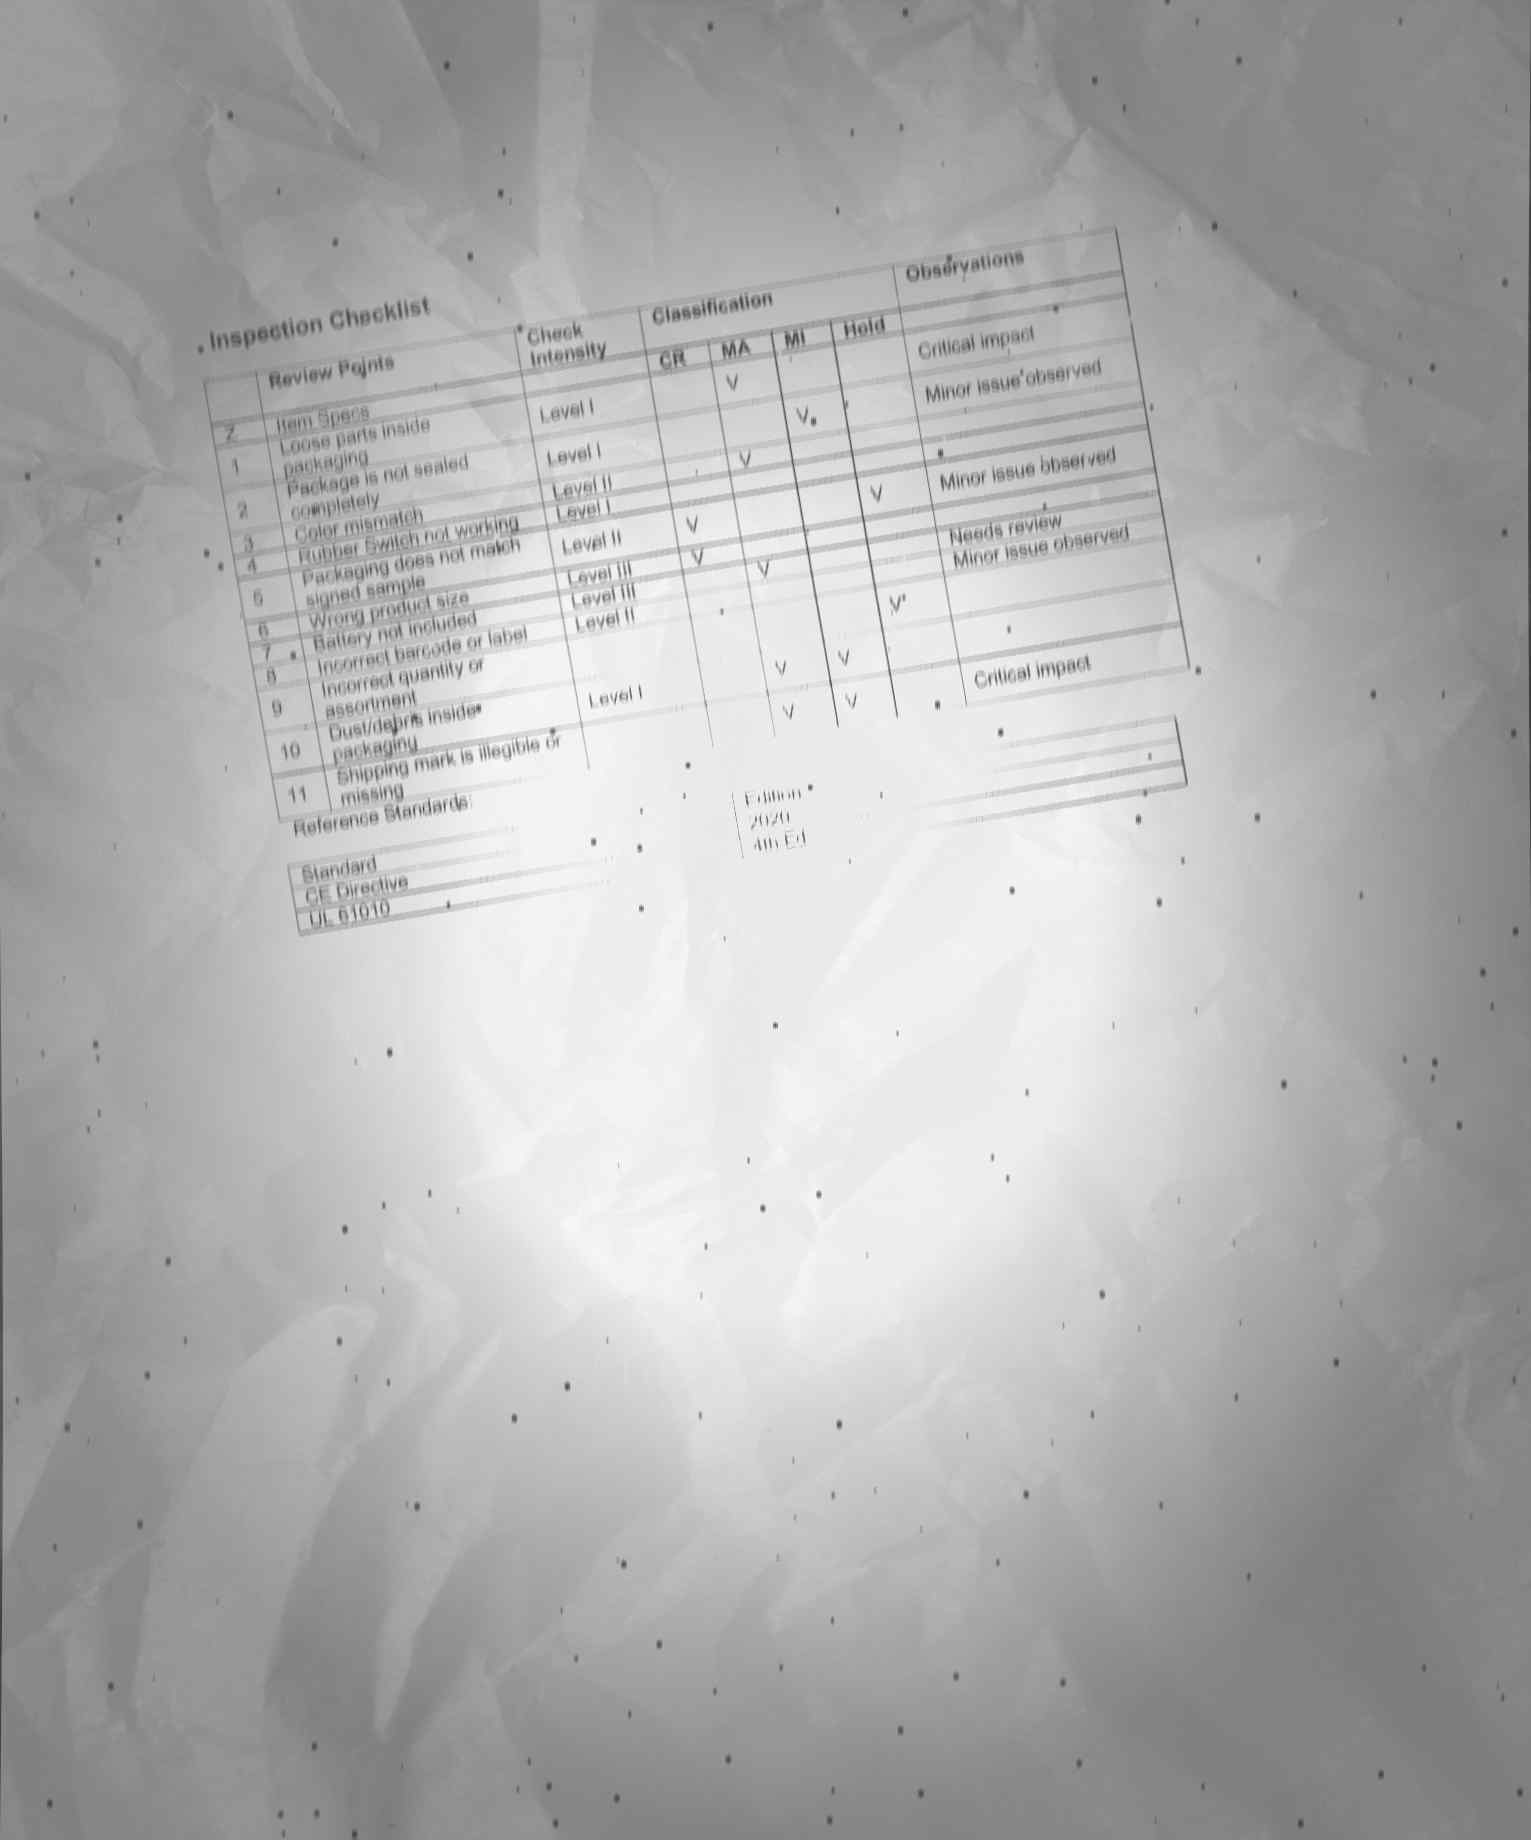 Inspection Checklist
Review Points Check Intensity Classification Observations
CR MA MI Hold
2 Item Specs
1 Loose parts inside packaging Level I V Critical impact
2 Package is not sealed completely Level I V Minor issue observed
3 Color mismatch Level II V
4 Rubber Switch not working Level I
5 Packaging does not match signed sample Level II V V Minor issue observed
6 Wrong product size Level III V
7 Battery not included Level III V Needs review
8 Incorrect barcode or label Level II Minor issue observed
9 Incorrect quantity or assortment V
10 Dust/debris inside packaging Level I V V
11 Shipping mark is illegible or missing V V Critical impact
Reference Standards:
Standard Edition
CE Directive 2020
UL 61010 4th Ed